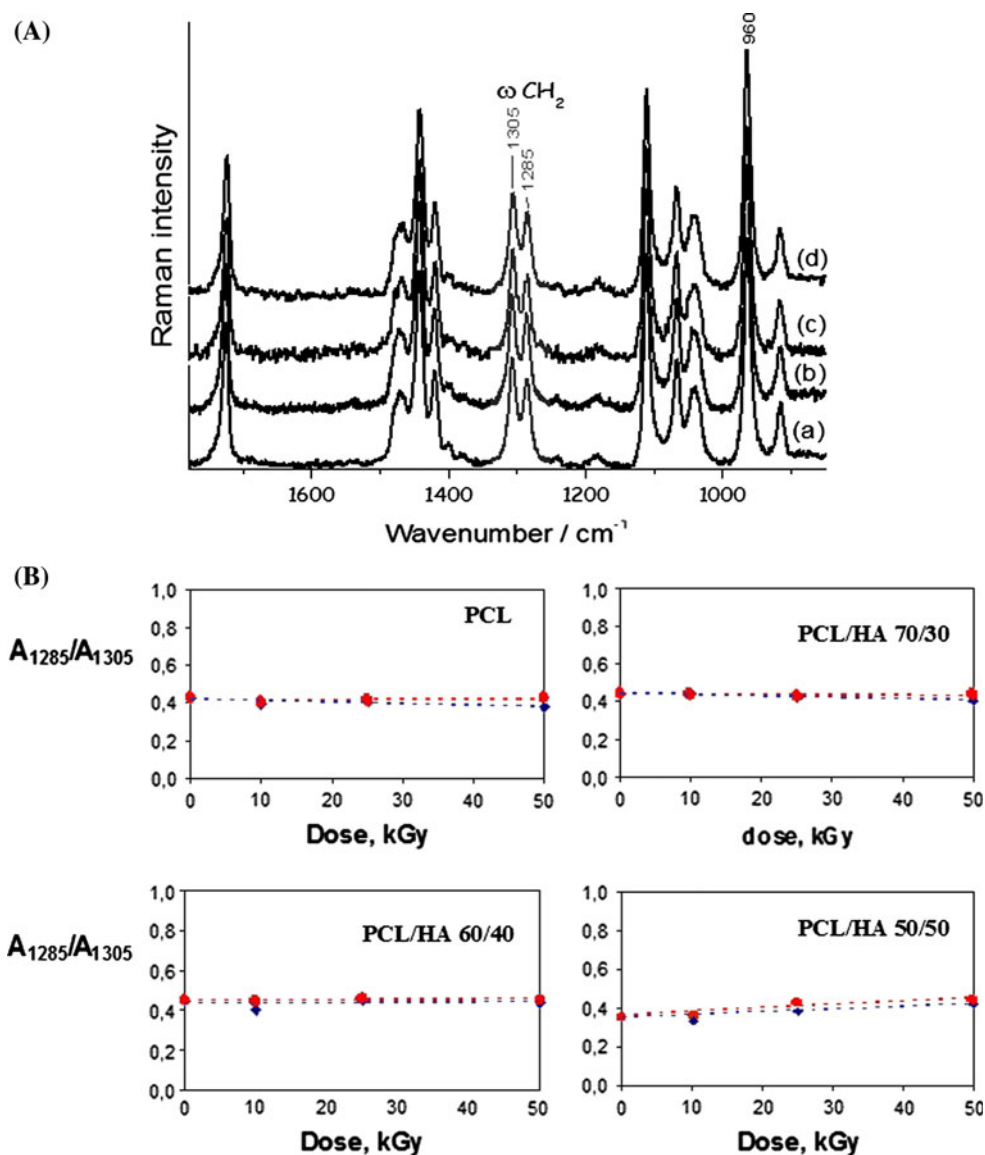 (A)
960
ω CH2
1305
1285
Raman intensity
(d)
(c)
(b)
(a)
1600 1400 1200 1000
Wavenumber / cm-1
(B)
A1285/A1305
1,0
0,8
0,6
0,4
0,2
0,0
PCL
0 10 20 30 40 50
Dose, kGy
1,0
0,8
0,6
0,4
0,2
0,0
PCL/HA 70/30
0 10 20 30 40 50
dose, kGy
A1285/A1305
1,0
0,8
0,6
0,4
0,2
0,0
PCL/HA 60/40
0 10 20 30 40 50
Dose, kGy
1,0
0,8
0,6
0,4
0,2
0,0
PCL/HA 50/50
0 10 20 30 40 50
Dose, kGy